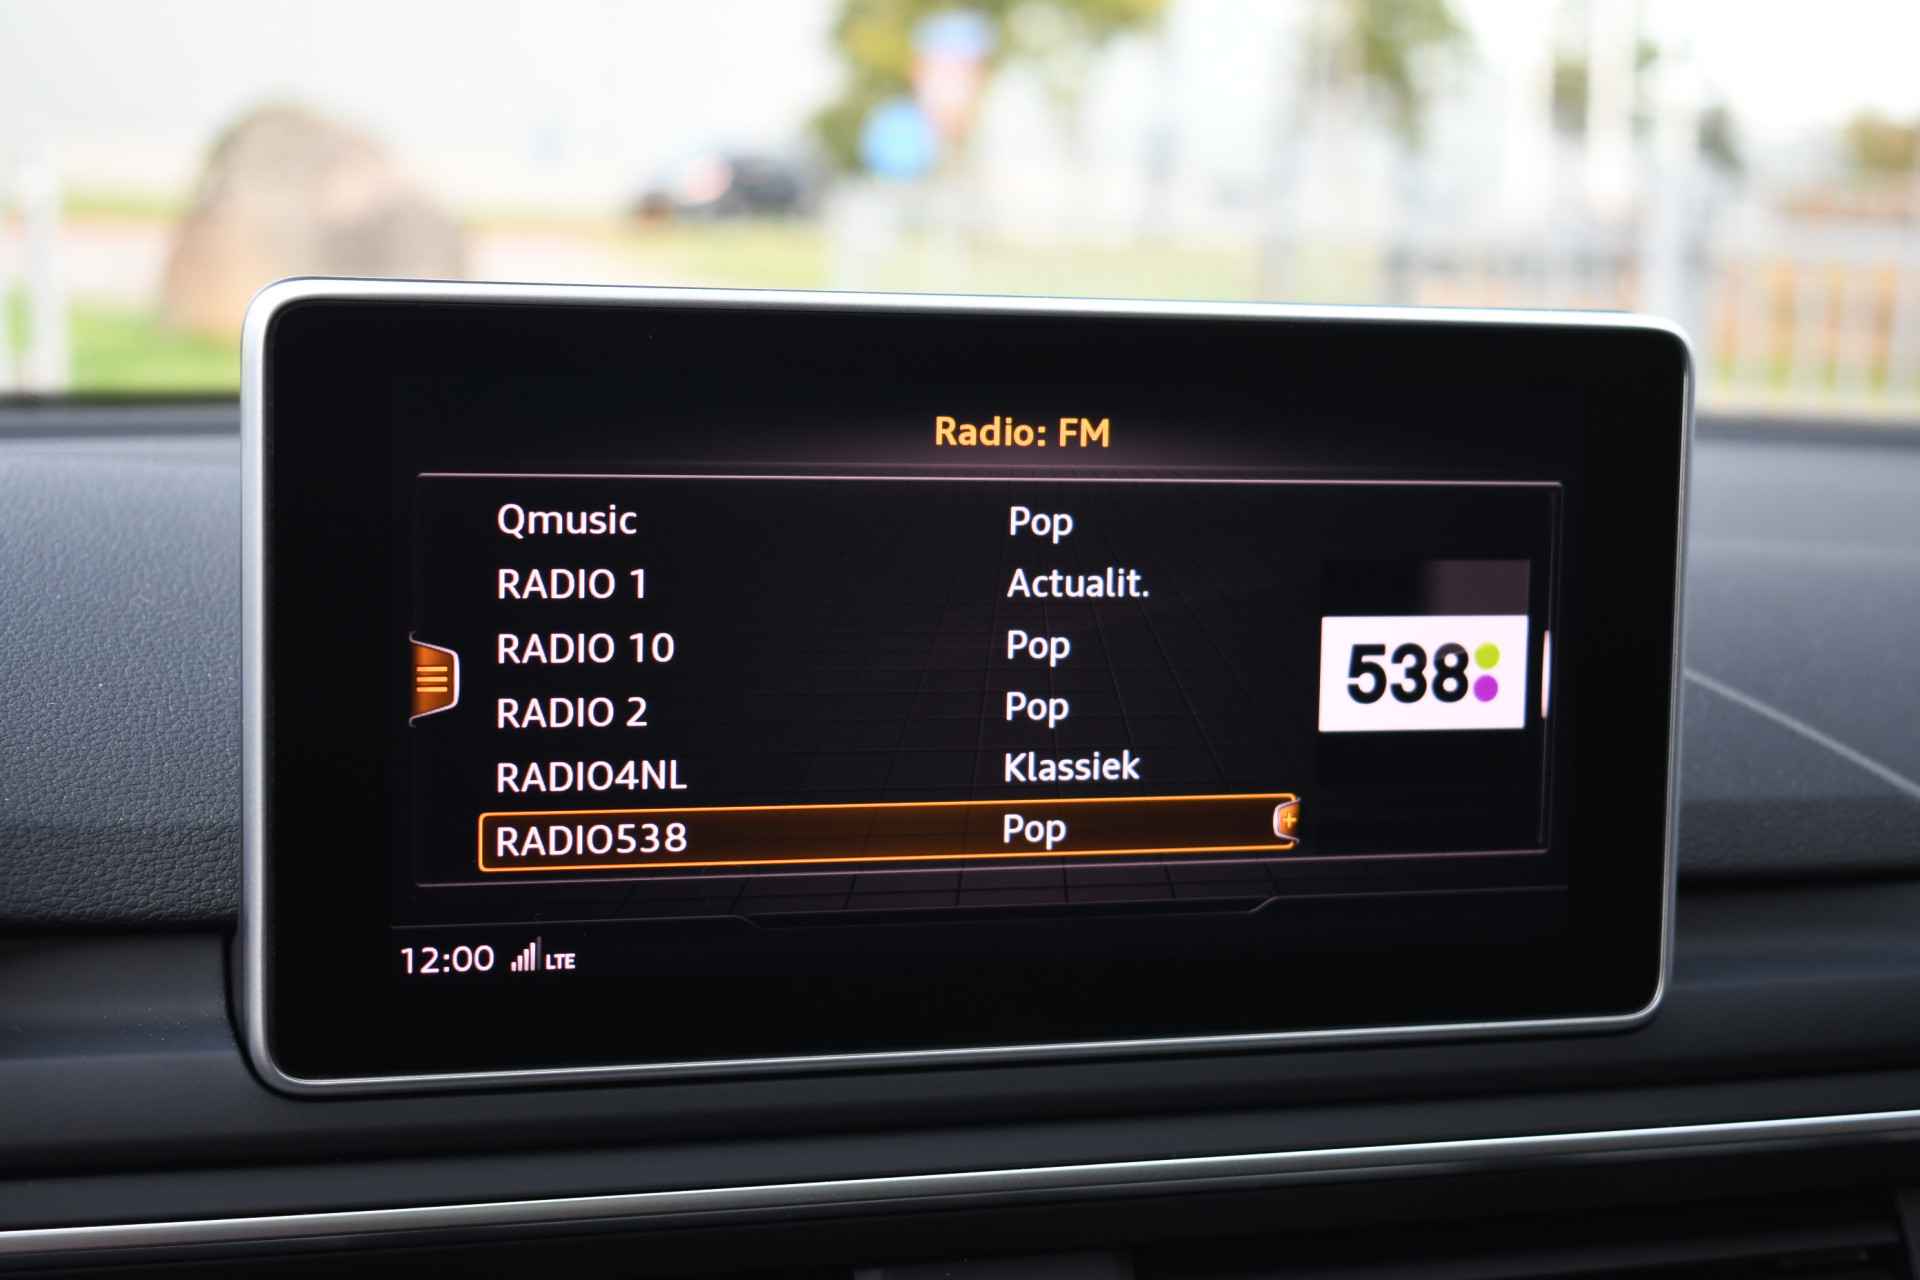 Radio: FM
Qmusic Pop
RADIO 1 Actualit.
RADIO 10 Pop
RADIO 2 Pop
538
RADIO4NL Klassiek
RADIO538 Pop
12:00 LTE